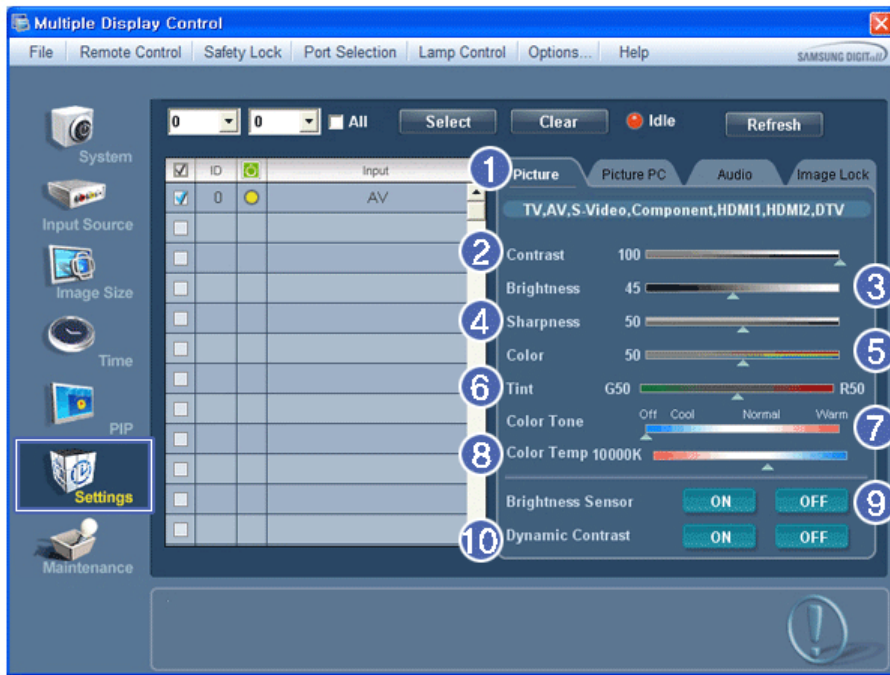 Multiple Display Control
File Remote Control Safety Lock Port Selection Lamp Control Options... Help SAMSUNG DIGITall
0 0 All Select Clear Idle Refresh
System
Input Source
Image Size
Time
PIP
Settings
Maintenance
ID Input
0 AV
1 Picture Picture PC Audio Image Lock
TV,AV,S-Video,Component,HDMI1,HDMI2,DTV
2 Contrast 100
Brightness 45 3
4 Sharpness 50
Color 50 5
6 Tint G50 R50
Off Cool Normal Warm
Color Tone 7
8 Color Temp 10000K
Brightness Sensor ON OFF 9
10 Dynamic Contrast ON OFF